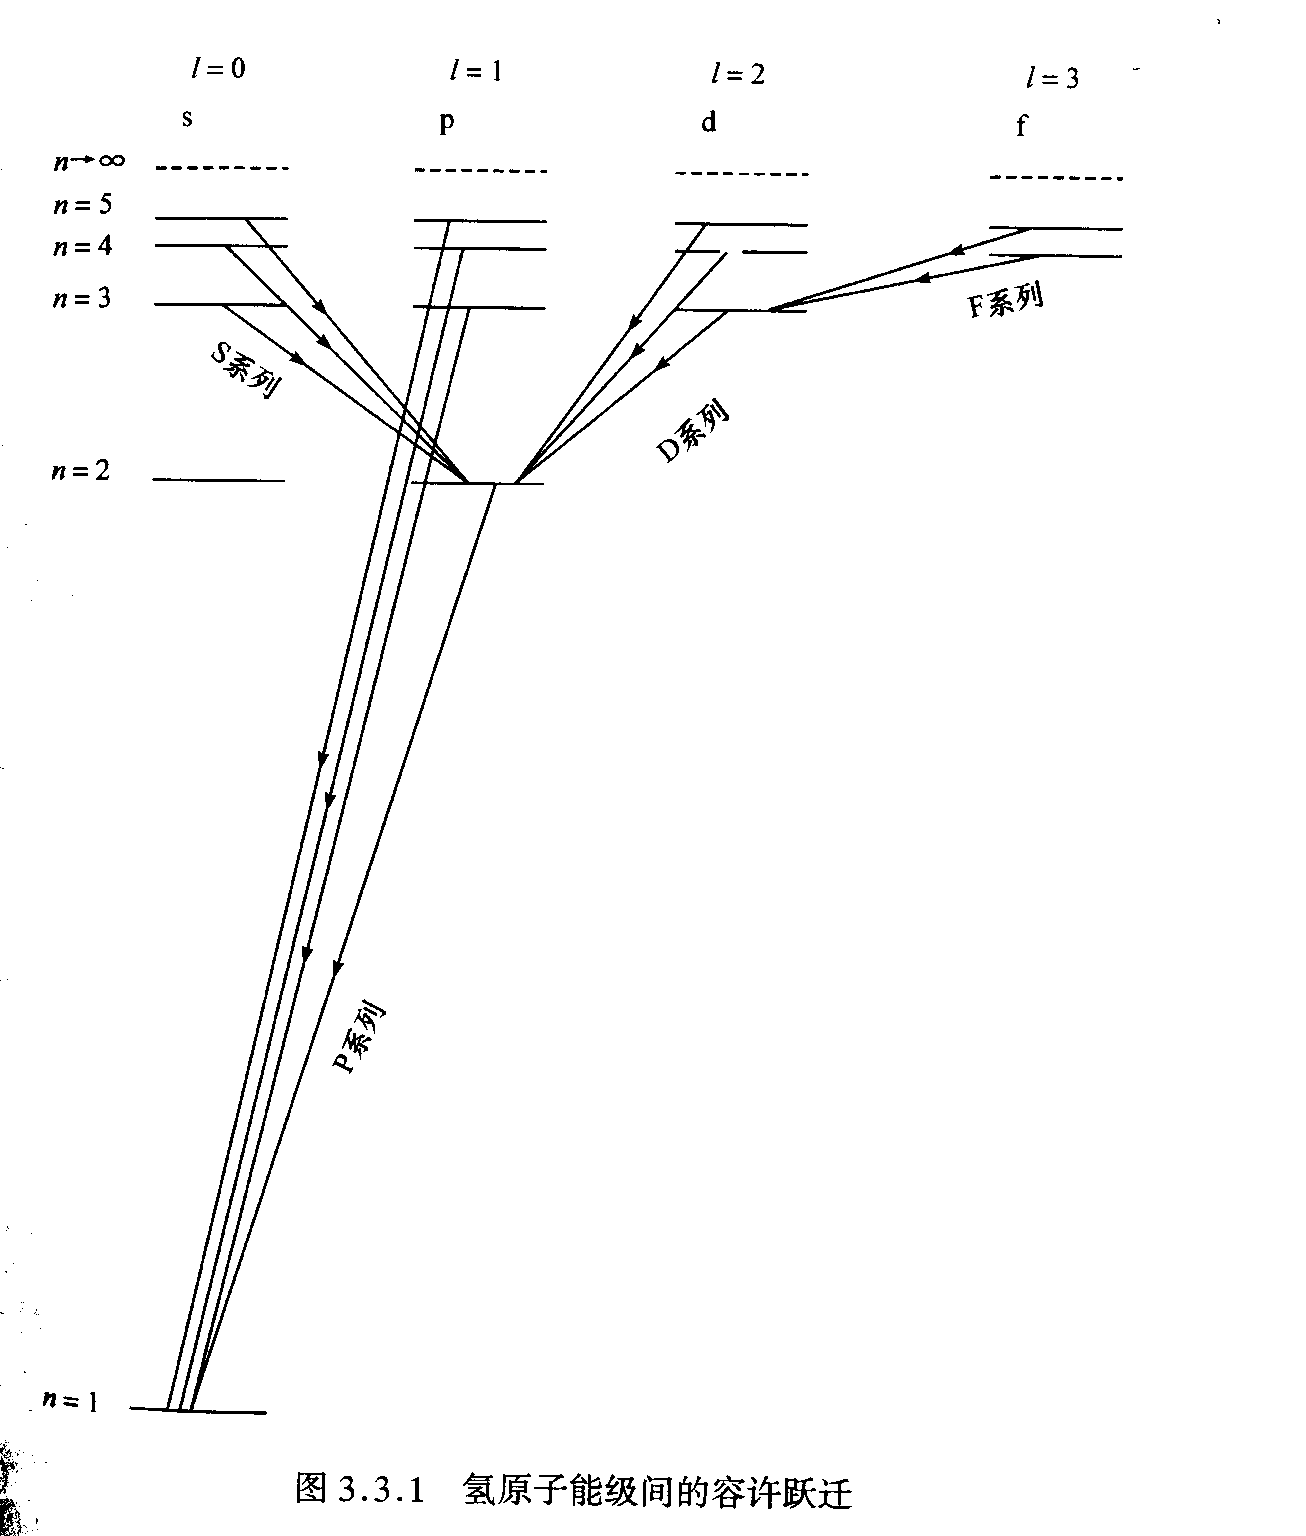 l = 0 l = 1 l = 2 l = 3
s p d f
n→∞
n = 5
n = 4
n = 3
F系列
S系列
D系列
n = 2
P系列
n = 1
图 3.3.1 氢原子能级间的容许跃迁